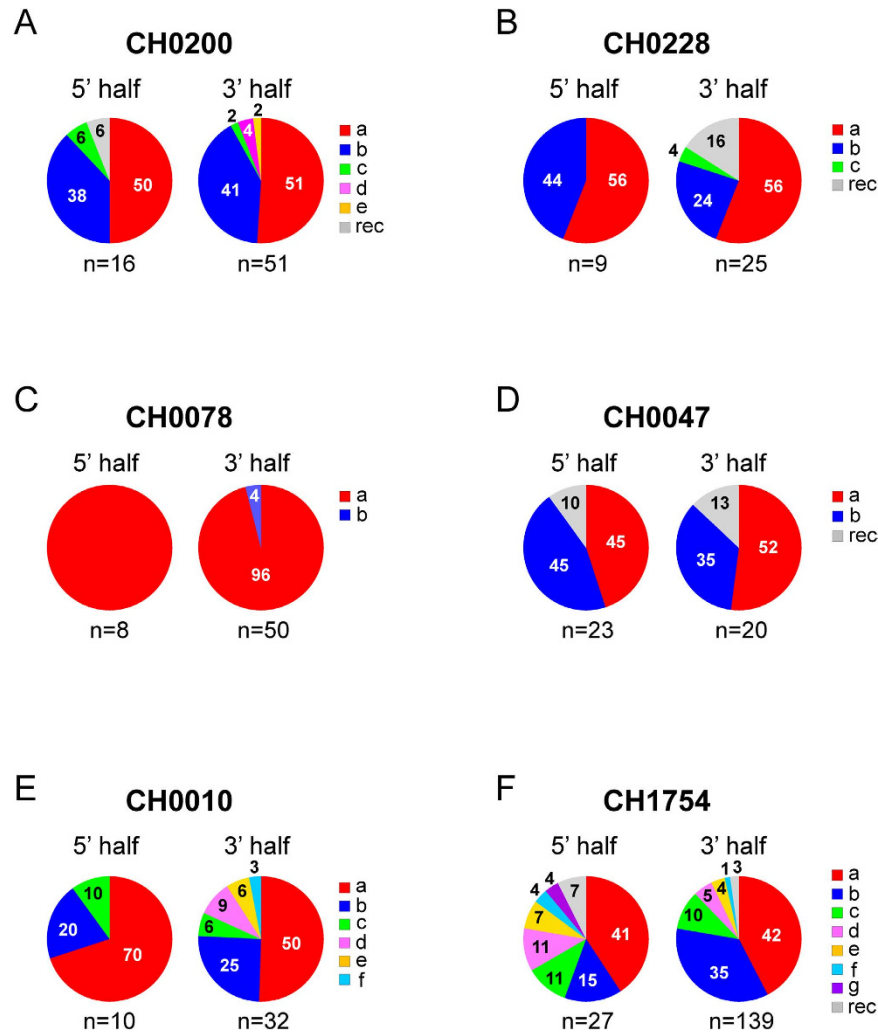 A
CH0200
5’ half
3’ half
6
6
38
50
2
4
2
41
51
a
b
c
d
e
rec
n=16
n=51
B
CH0228
5’ half
3’ half
44
56
4
16
24
56
a
b
c
rec
n=9
n=25
C
CH0078
5’ half
3’ half
4
96
a
b
n=8
n=50
D
CH0047
5’ half
3’ half
10
45
45
13
35
52
a
b
rec
n=23
n=20
E
CH0010
5’ half
3’ half
10
20
70
3
6
9
6
25
50
a
b
c
d
e
f
n=10
n=32
F
CH1754
5’ half
3’ half
4
4
7
7
11
11
15
41
1
3
4
5
10
35
42
a
b
c
d
e
f
g
rec
n=27
n=139